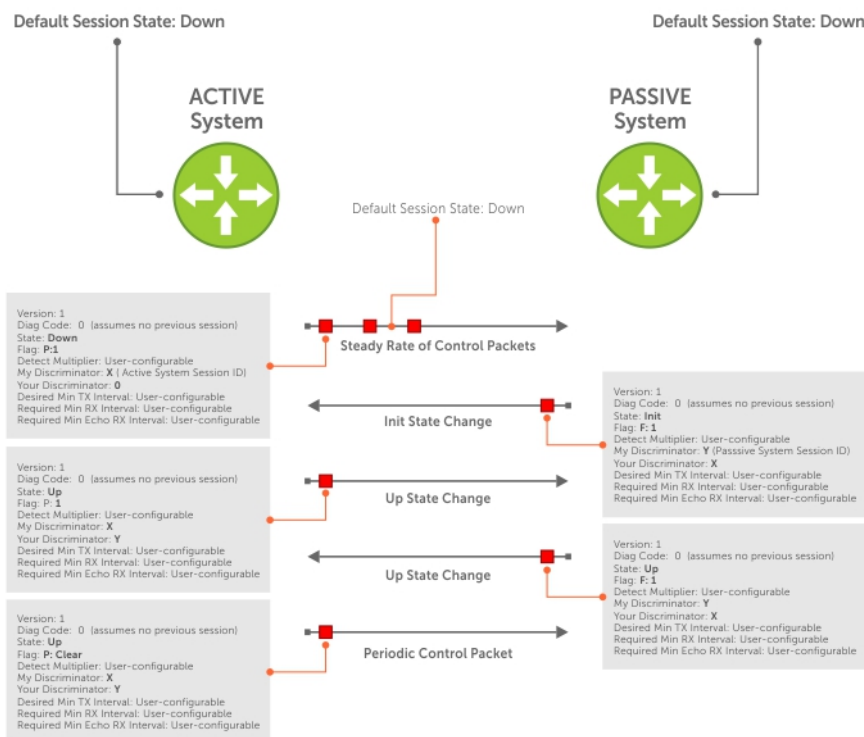 Default Session State: Down
Default Session State: Down
ACTIVE
System
PASSIVE
System
Default Session State: Down
Version: 1
Diag Code:  0  (assumes no previous session)
State: Down
Flag: P:1
Detect Multiplier: User-configurable
My Discriminator: X ( Active System Session ID)
Your Discriminator: 0
Desired Min TX Interval: User-configurable
Required Min RX Interval: User-configurable
Required Min Echo RX Interval: User-configurable
Steady Rate of Control Packets
Init State Change
Version: 1
Diag Code:  0  (assumes no previous session)
State: Init
Flag: F: 1
Detect Multiplier: User-configurable
My Discriminator: Y (Passsive System Session ID)
Your Discriminator: X
Desired Min TX Interval: User-configurable
Required Min RX Interval: User-configurable
Required Min Echo RX Interval: User-configurable
Version: 1
Diag Code:  0  (assumes no previous session)
State: Up
Flag: P: 1
Detect Multiplier: User-configurable
My Discriminator: X
Your Discriminator: Y
Desired Min TX Interval: User-configurable
Required Min RX Interval: User-configurable
Required Min Echo RX Interval: User-configurable
Up State Change
Up State Change
Version: 1
Diag Code:  0  (assumes no previous session)
State: Up
Flag: F: 1
Detect Multiplier: User-configurable
My Discriminator: Y
Your Discriminator: X
Desired Min TX Interval: User-configurable
Required Min RX Interval: User-configurable
Required Min Echo RX Interval: User-configurable
Version: 1
Diag Code:  0  (assumes no previous session)
State: Up
Flag: P: Clear
Detect Multiplier: User-configurable
My Discriminator: X
Your Discriminator: Y
Desired Min TX Interval: User-configurable
Required Min RX Interval: User-configurable
Required Min Echo RX Interval: User-configurable
Periodic Control Packet